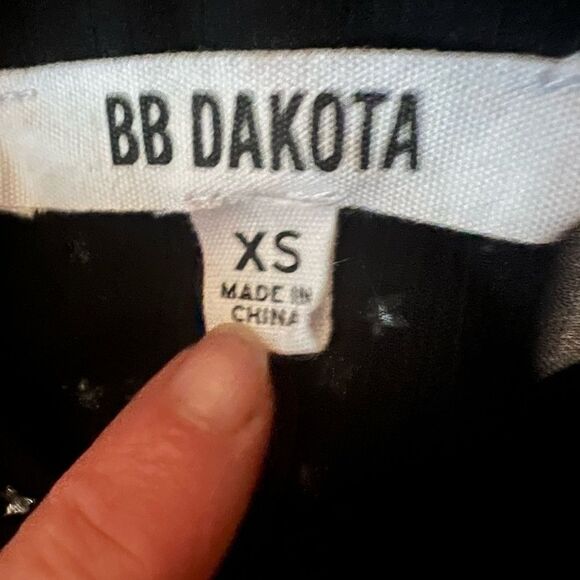 BB DAKOTA
XS
MADE IN
CHINA